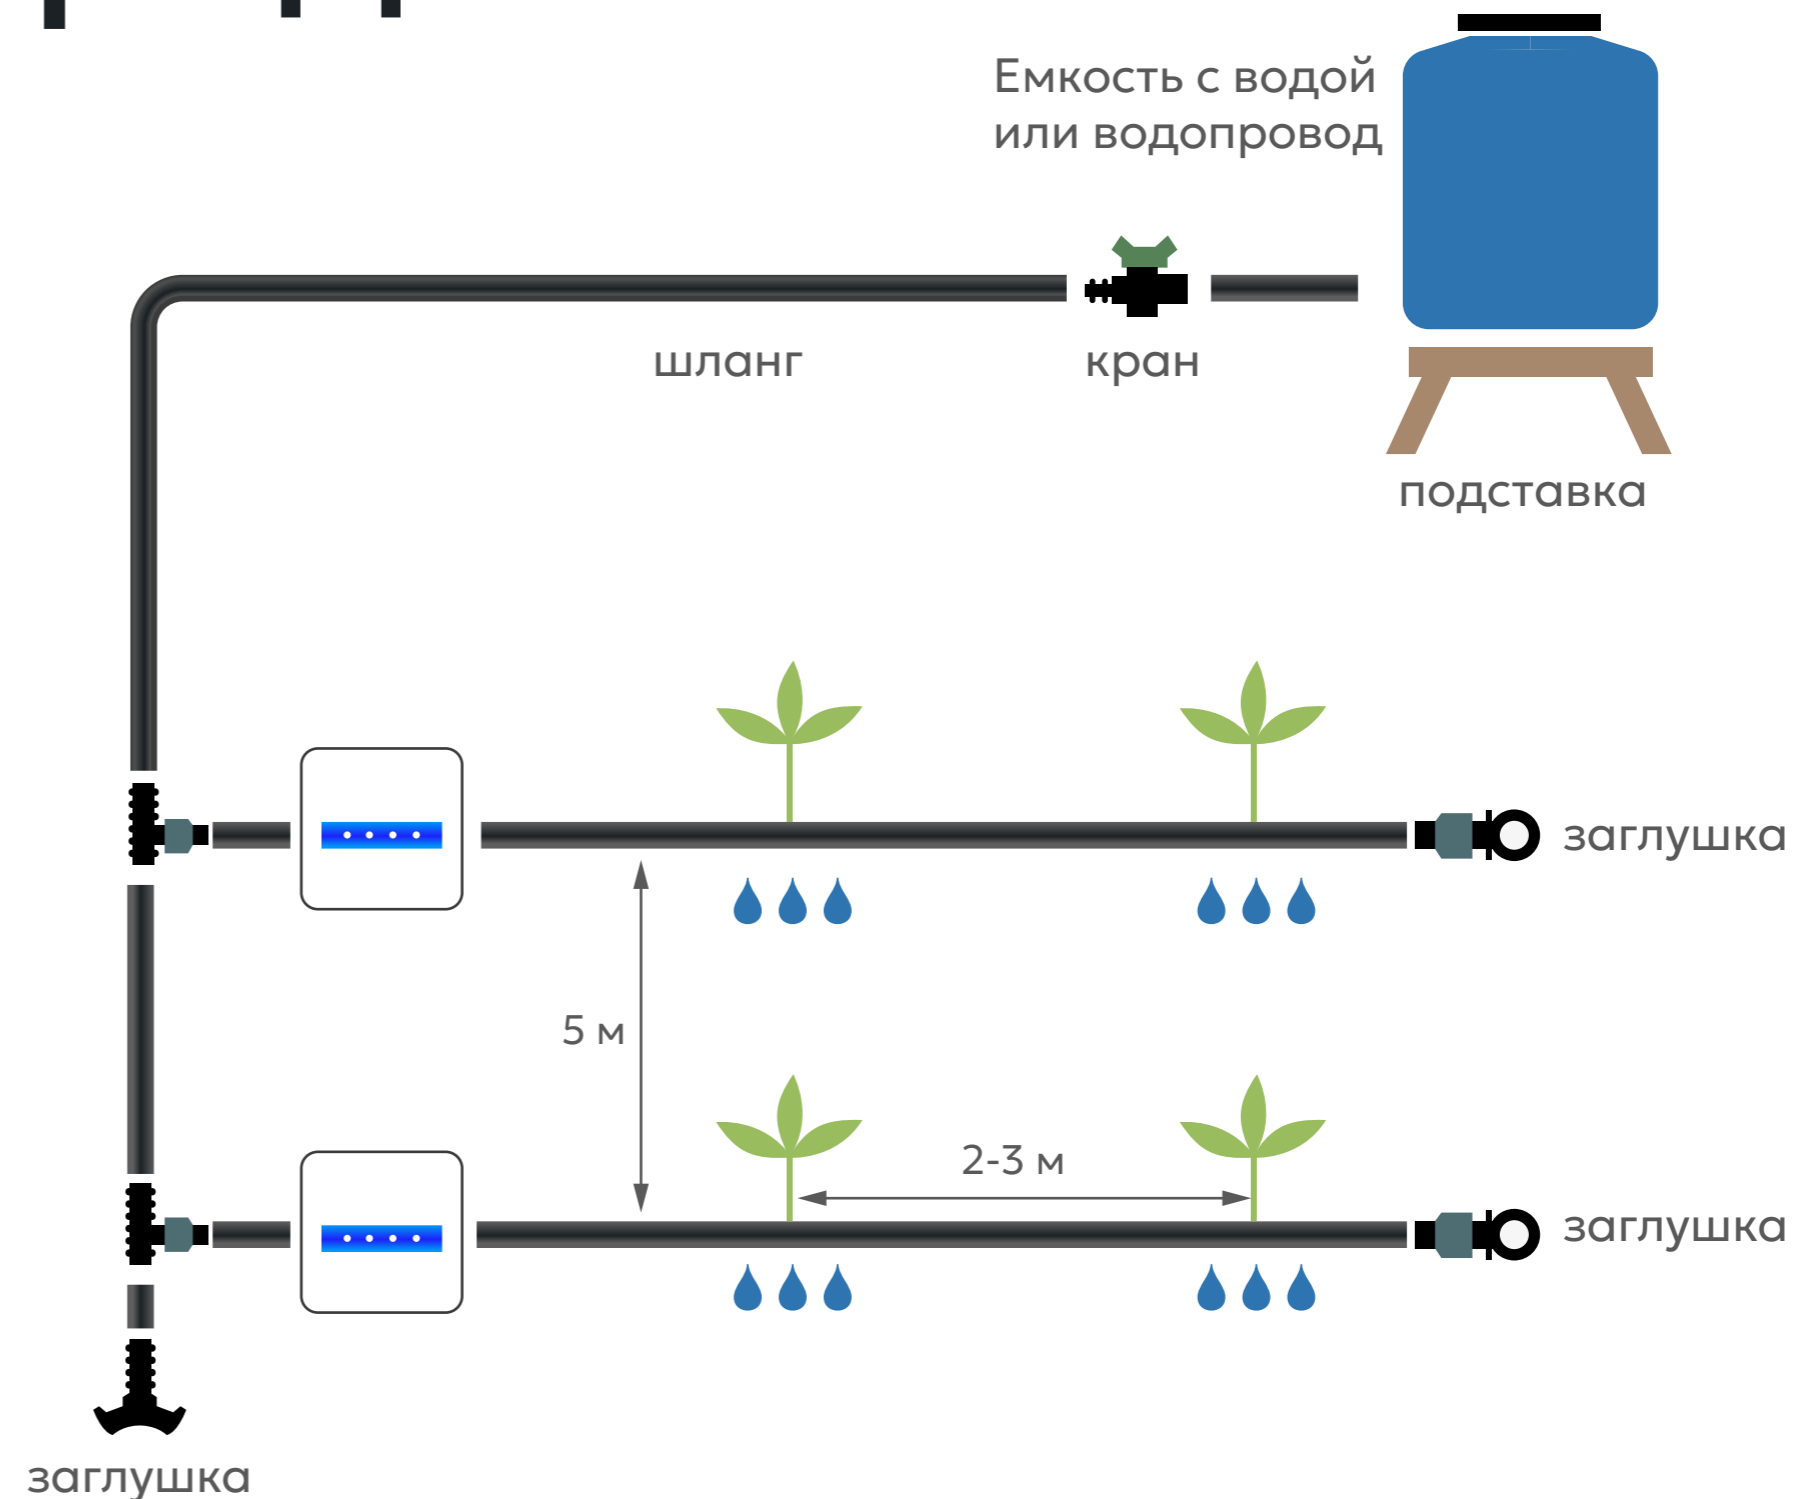 Емкость с водой
или водопровод
шланг
кран
подставка
заглушка
5 м
2-3 м
заглушка
заглушка